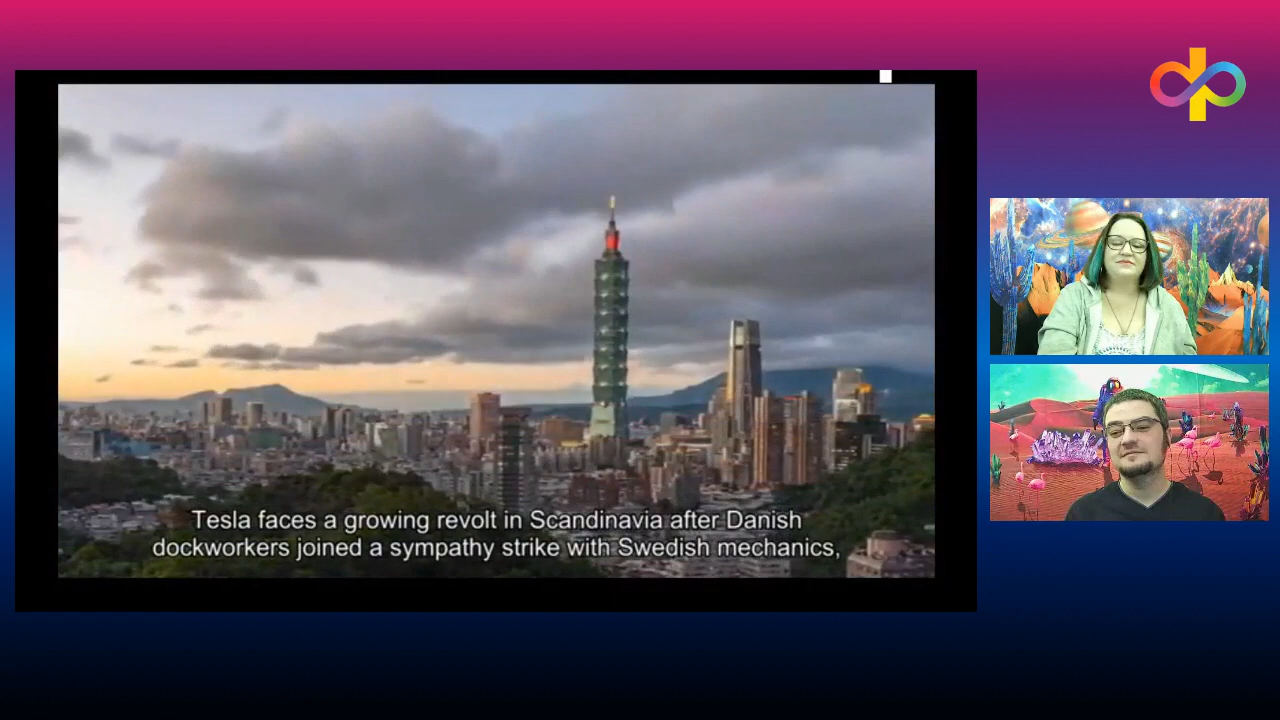 Tesla faces a growing revolt in Scandinavia after Danish
dockworkers joined a sympathy strike with Swedish mechanics,